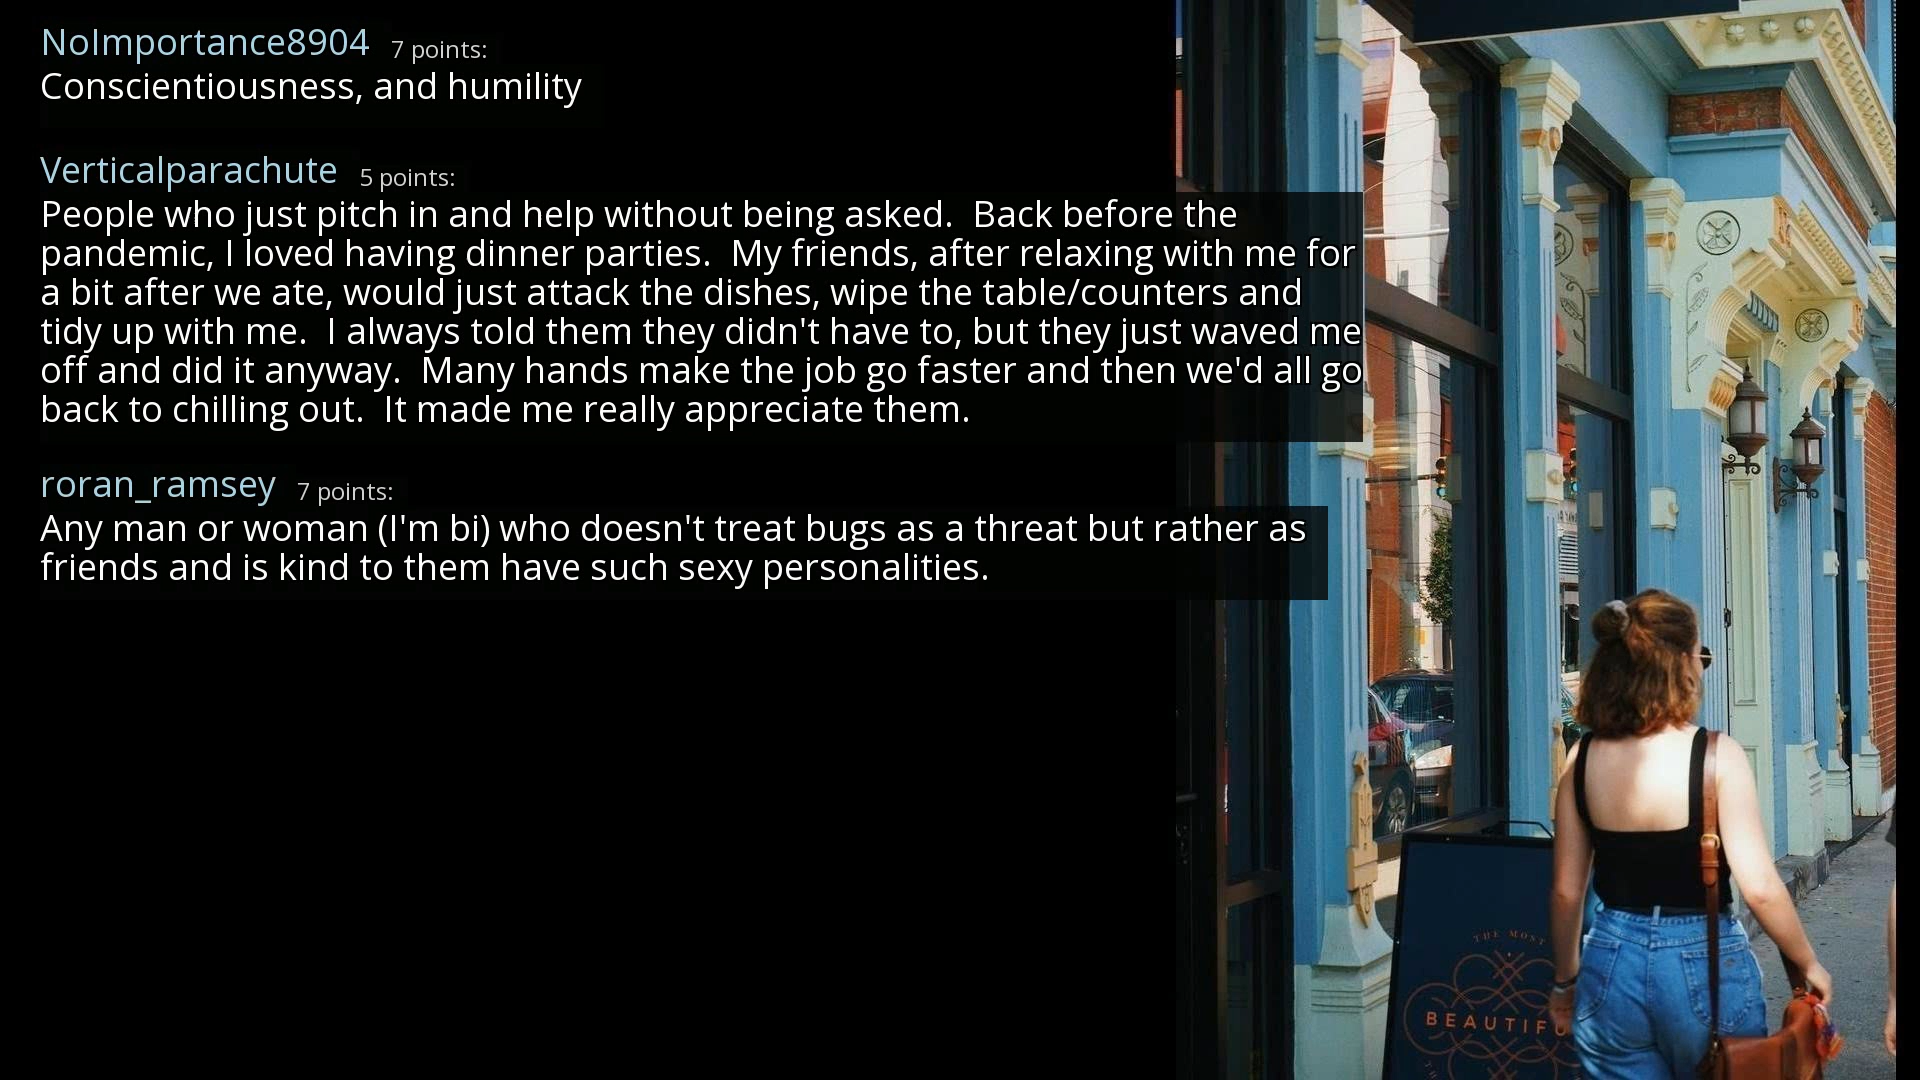 NoImportance8904 7 points:
Conscientiousness, and humility
Verticalparachute 5 points:
People who just pitch in and help without being asked.  Back before the
pandemic, I loved having dinner parties.  My friends, after relaxing with me for
a bit after we ate, would just attack the dishes, wipe the table/counters and
tidy up with me.  I always told them they didn't have to, but they just waved me
off and did it anyway.  Many hands make the job go faster and then we'd all go
back to chilling out.  It made me really appreciate them.
roran_ramsey 7 points:
Any man or woman (I'm bi) who doesn't treat bugs as a threat but rather as
friends and is kind to them have such sexy personalities.
THE MOST
BEAUTIFU